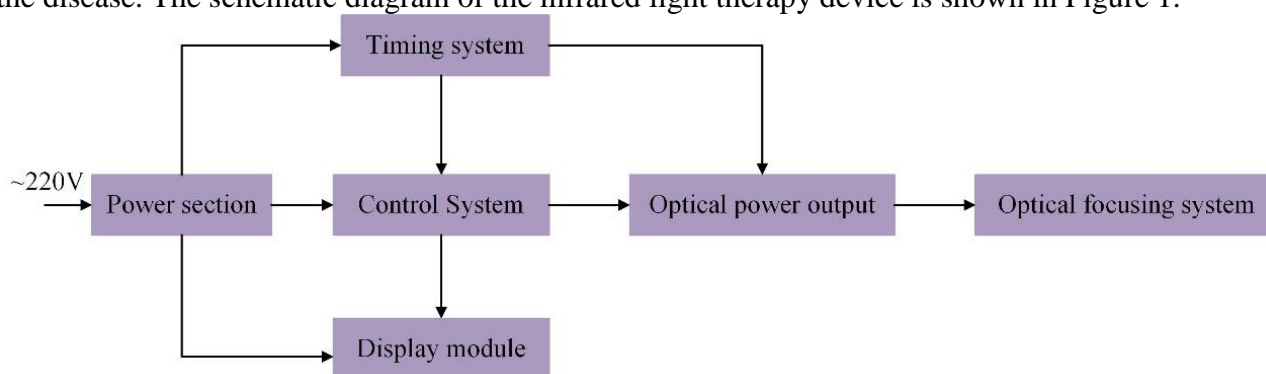 the disease. The schematic diagram of the infrared light therapy device is shown in Figure 1.
Timing system
~220V
Power section
Control System
Optical power output
Optical focusing system
Display module